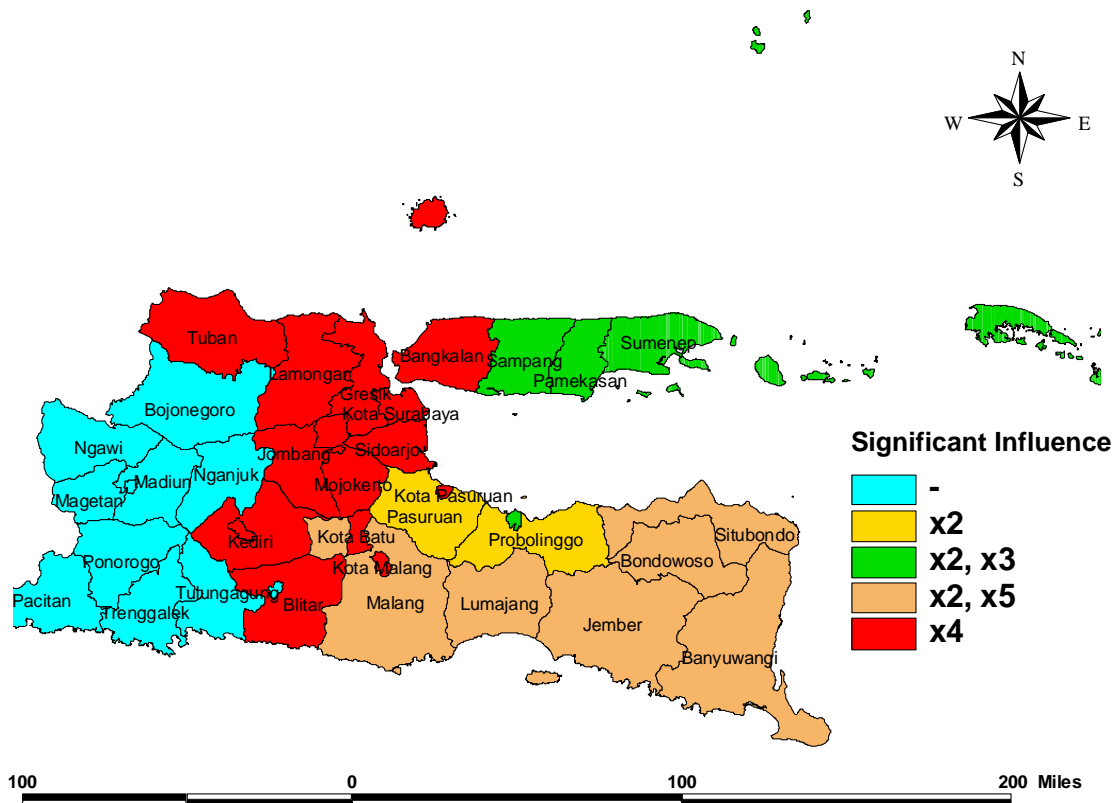 N
W E
S
Tuban
Bangkalan
Sampang
Sumenep
Pamekasan
Lamongan
Gresik
Kota Surabaya
Bojonegoro
Ngawi
Jombang
Sidoarjo
Nganjuk
Madiun
Magetan
Mojokerto
Kota Pasuruan
Pasuruan
Kediri
Kota Batu
Probolinggo
Situbondo
Bondowoso
Ponorogo
Kota Malang
Pacitan
Trenggalek
Tulungagung
Blitar
Malang
Lumajang
Jember
Banyuwangi
Significant Influence
-
x2
x2, x3
x2, x5
x4
100 0 100 200 Miles